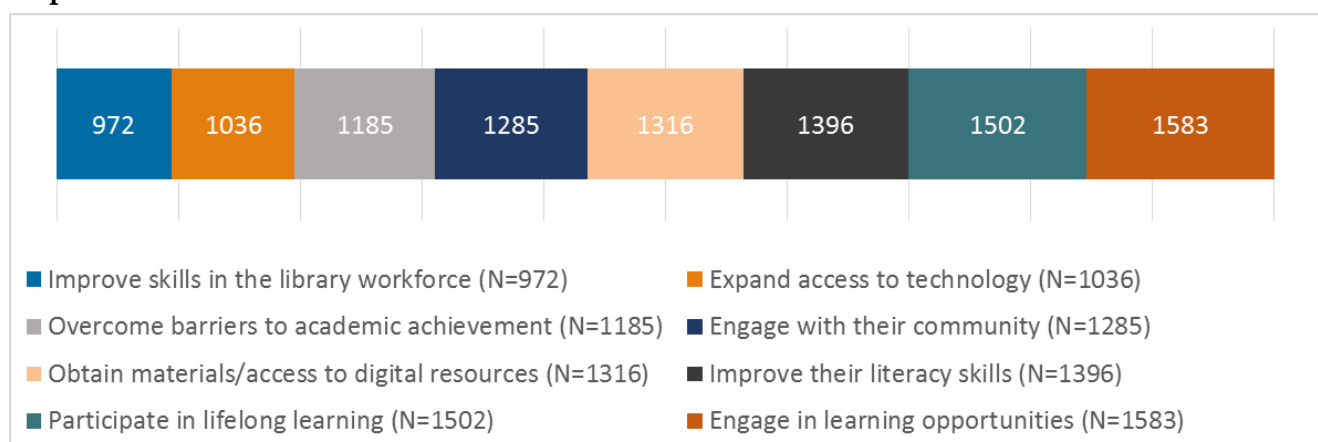 972 1036 1185 1285 1316 1396 1502 1583
Improve skills in the library workforce (N=972)
Expand access to technology (N=1036)
Overcome barriers to academic achievement (N=1185)
Engage with their community (N=1285)
Obtain materials/access to digital resources (N=1316)
Improve their literacy skills (N=1396)
Participate in lifelong learning (N=1502)
Engage in learning opportunities (N=1583)